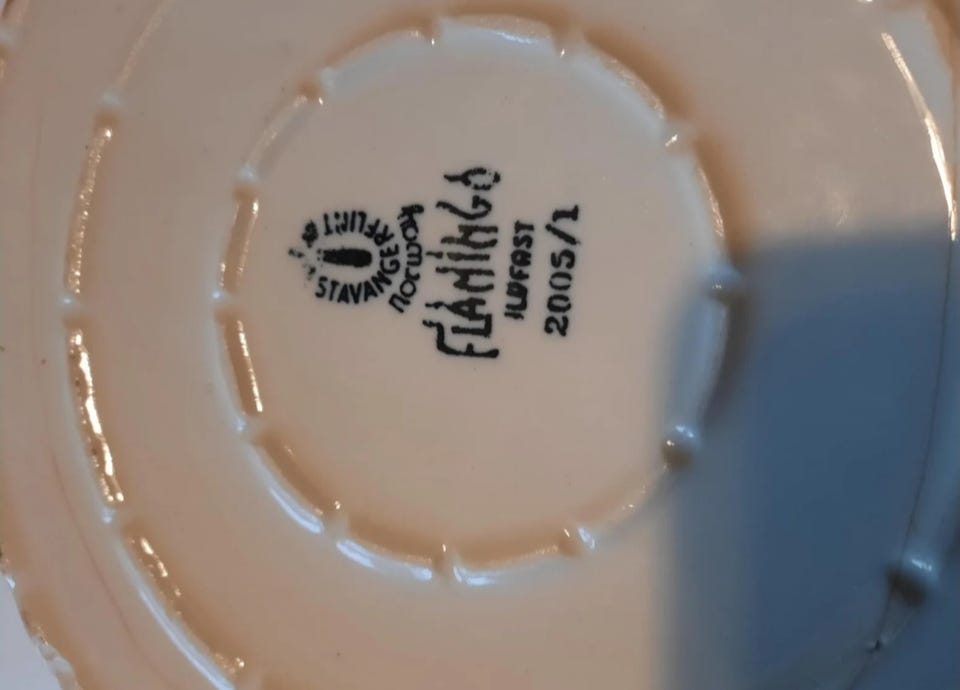 STAVANGERFLINT AS
NORWAY
FLAMINGO
ILDFAST
2005/1